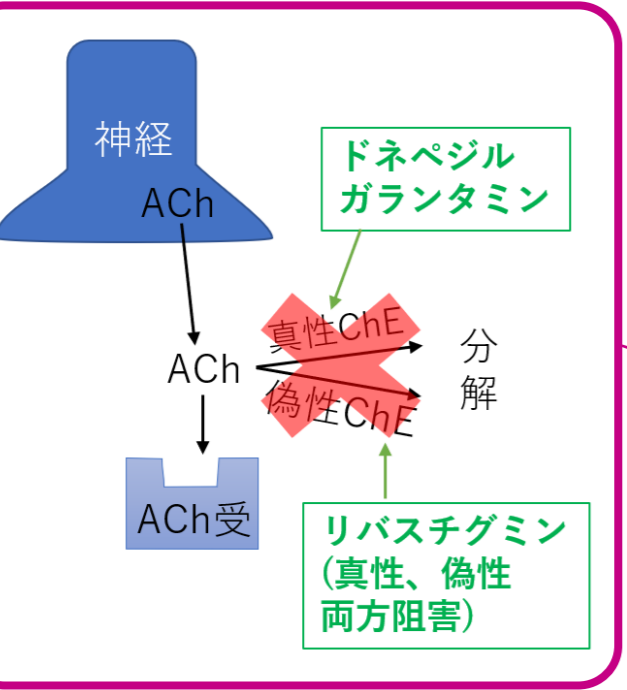 神経
ACh
ドネペジル
ガランタミン
真性ChE
ACh
分
解
偽性ChE
ACh受
リバスチグミン
(真性、偽性
両方阻害)